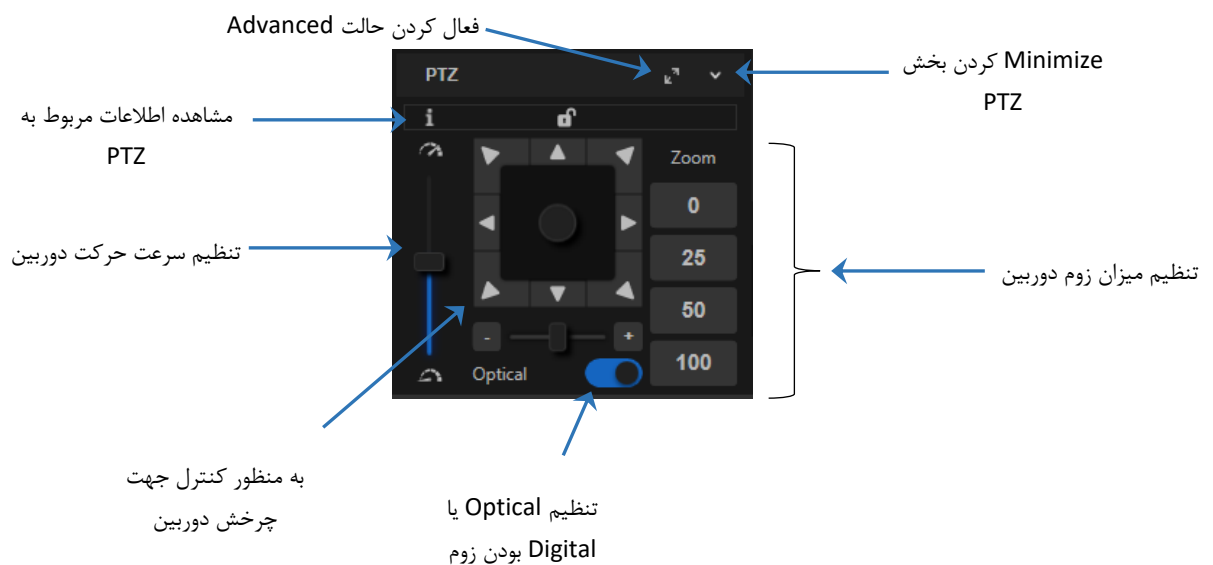 فعال کردن حالت Advanced
Minimize کردن بخش
PTZ
PTZ
مشاهده اطلاعات مربوط به
PTZ
Zoom
0
25
50
100
تنظیم سرعت حرکت دوربین
تنظیم میزان زوم دوربین
-
+
Optical
به منظور کنترل جهت
چرخش دوربین
تنظیم Optical یا
Digital بودن زوم